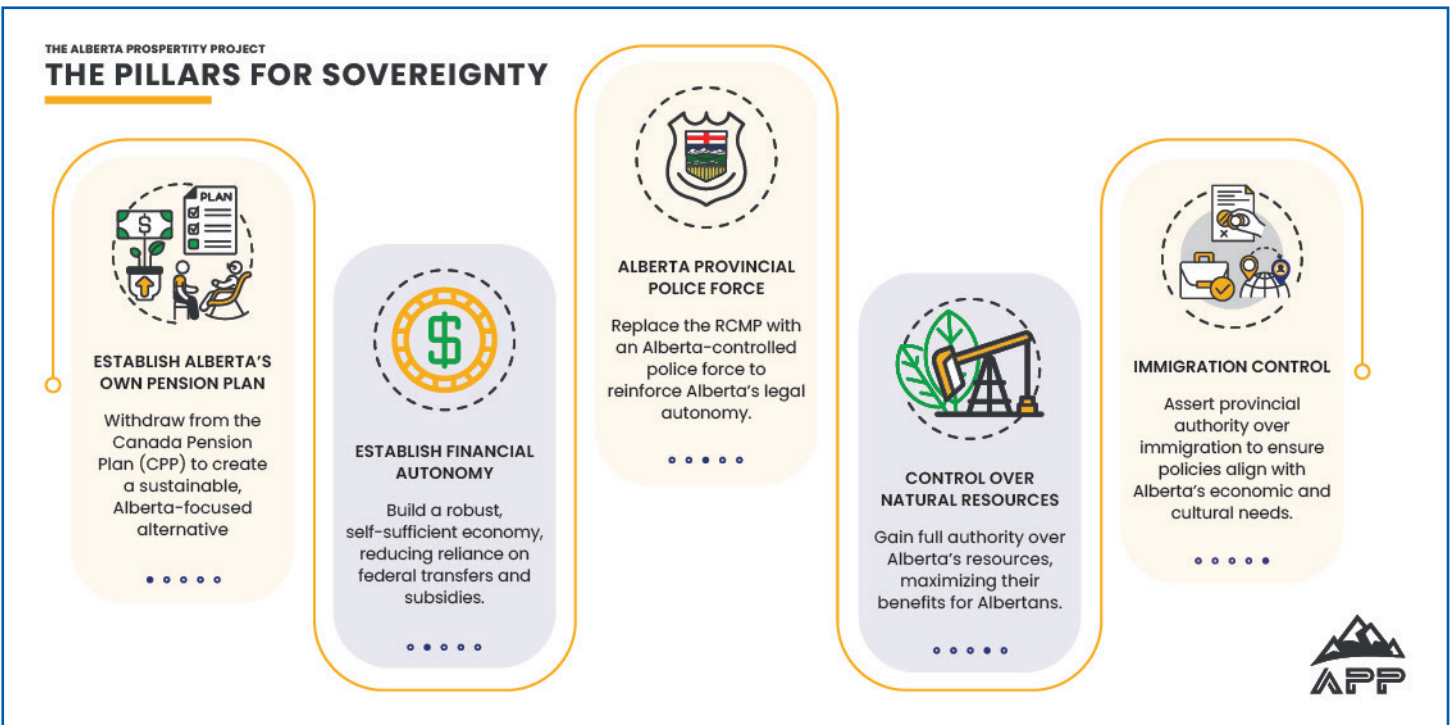 THE ALBERTA PROSPERTITY PROJECT
THE PILLARS FOR SOVEREIGNTY
PLAN
$
ESTABLISH ALBERTA'S
OWN PENSION PLAN
Withdraw from the
Canada Pension
Plan (CPP) to create
a sustainable,
Alberta-focused
alternative
$
ESTABLISH FINANCIAL
AUTONOMY
Build a robust,
self-sufficient economy,
reducing reliance on
federal transfers and
subsidies.
ALBERTA PROVINCIAL
POLICE FORCE
Replace the RCMP with
an Alberta-controlled
police force to
reinforce Alberta's legal
autonomy.
CONTROL OVER
NATURAL RESOURCES
Gain full authority over
Alberta's resources,
maximizing their
benefits for Albertans.
x
IMMIGRATION CONTROL
Assert provincial
authority over
immigration to ensure
policies align with
Alberta's economic and
cultural needs.
APP